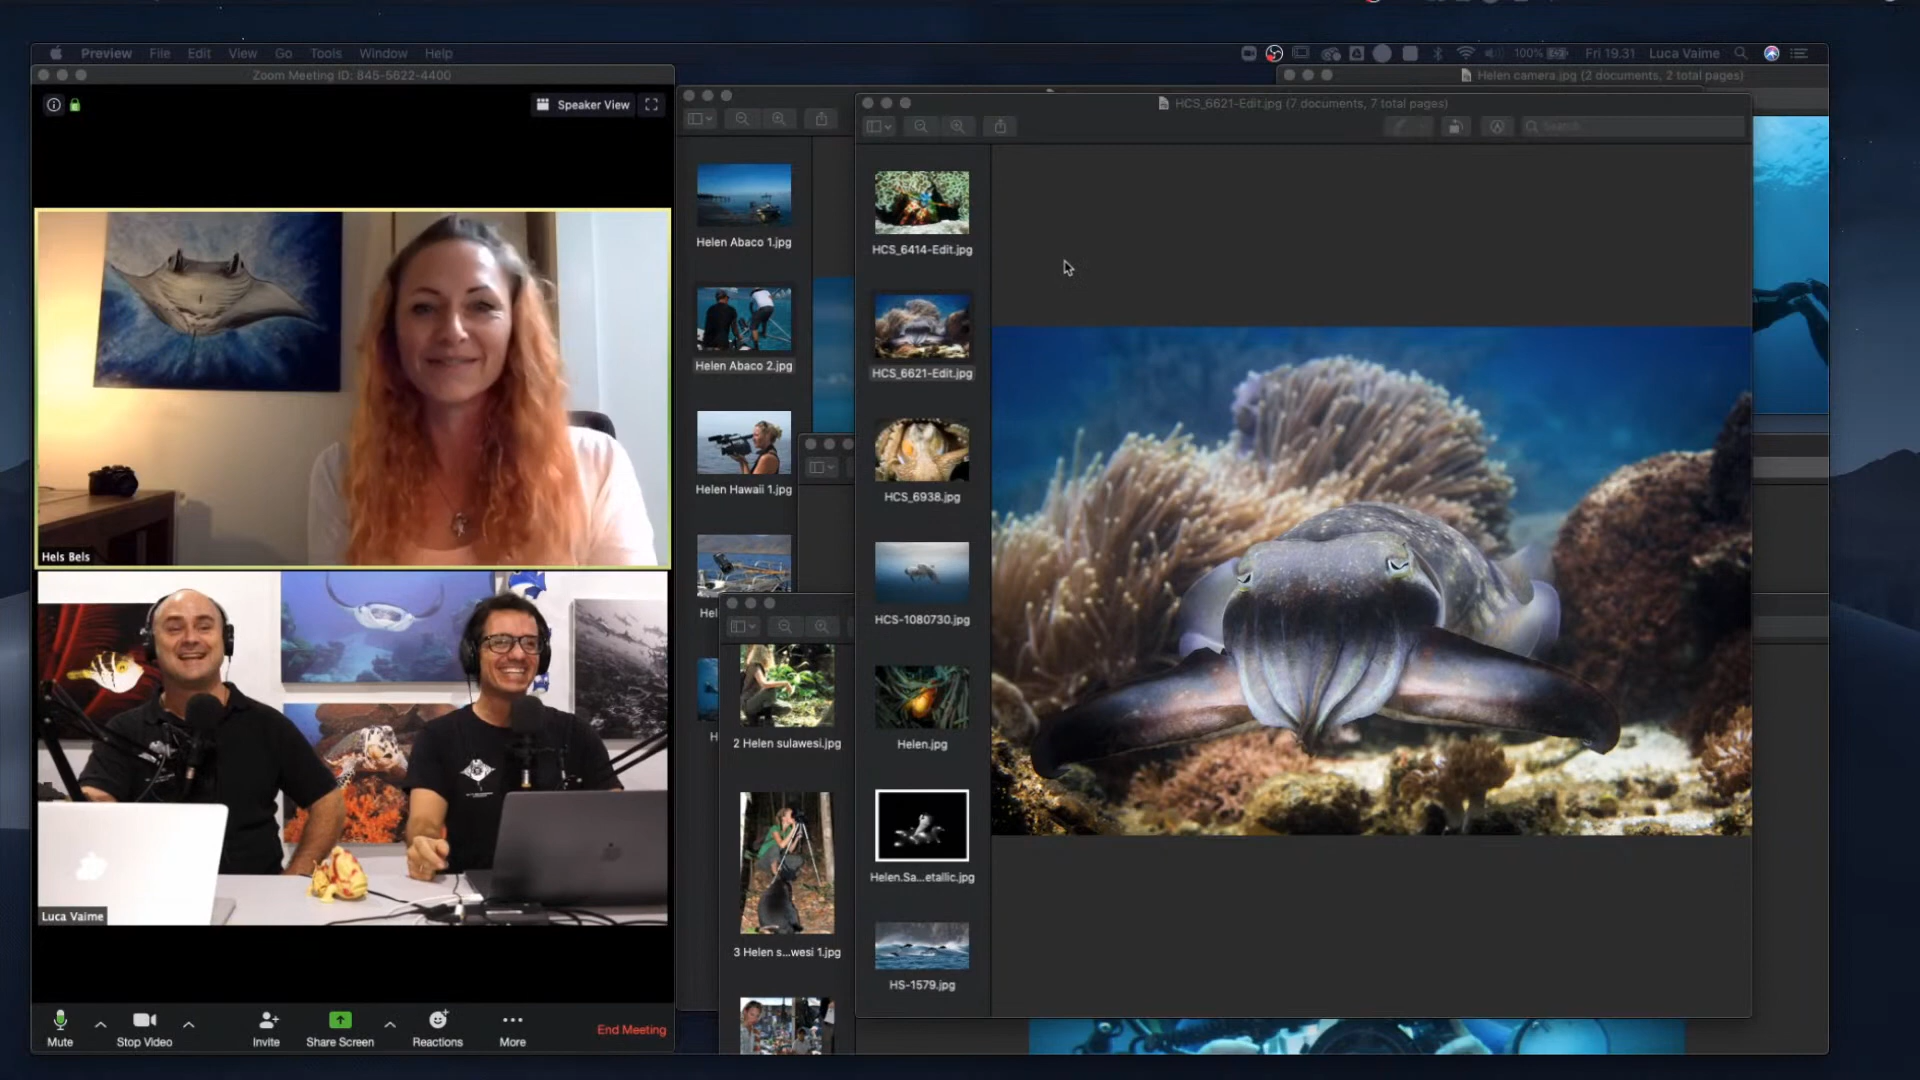 Preview File Edit View Go Tools Window Help
100% Fri 19.31 Luca Vaime
Zoom Meeting ID: 845-5622-4400
Helen camera.jpg (2 documents, 2 total pages)
Speaker View
HCS_6621-Edit.jpg (7 documents, 7 total pages)
Search
Hels Bels
Luca Vaime
Mute
Stop Video
Invite
Share Screen
Reactions
More
End Meeting
Helen Abaco 1.jpg
Helen Abaco 2.jpg
Helen Hawaii 1.jpg
Hel
H
2 Helen sulawesi.jpg
3 Helen s...wesi 1.jpg
HCS_6414-Edit.jpg
HCS_6621-Edit.jpg
HCS_6938.jpg
HCS-1080730.jpg
Helen.jpg
Helen.Sa...etallic.jpg
HS-1579.jpg